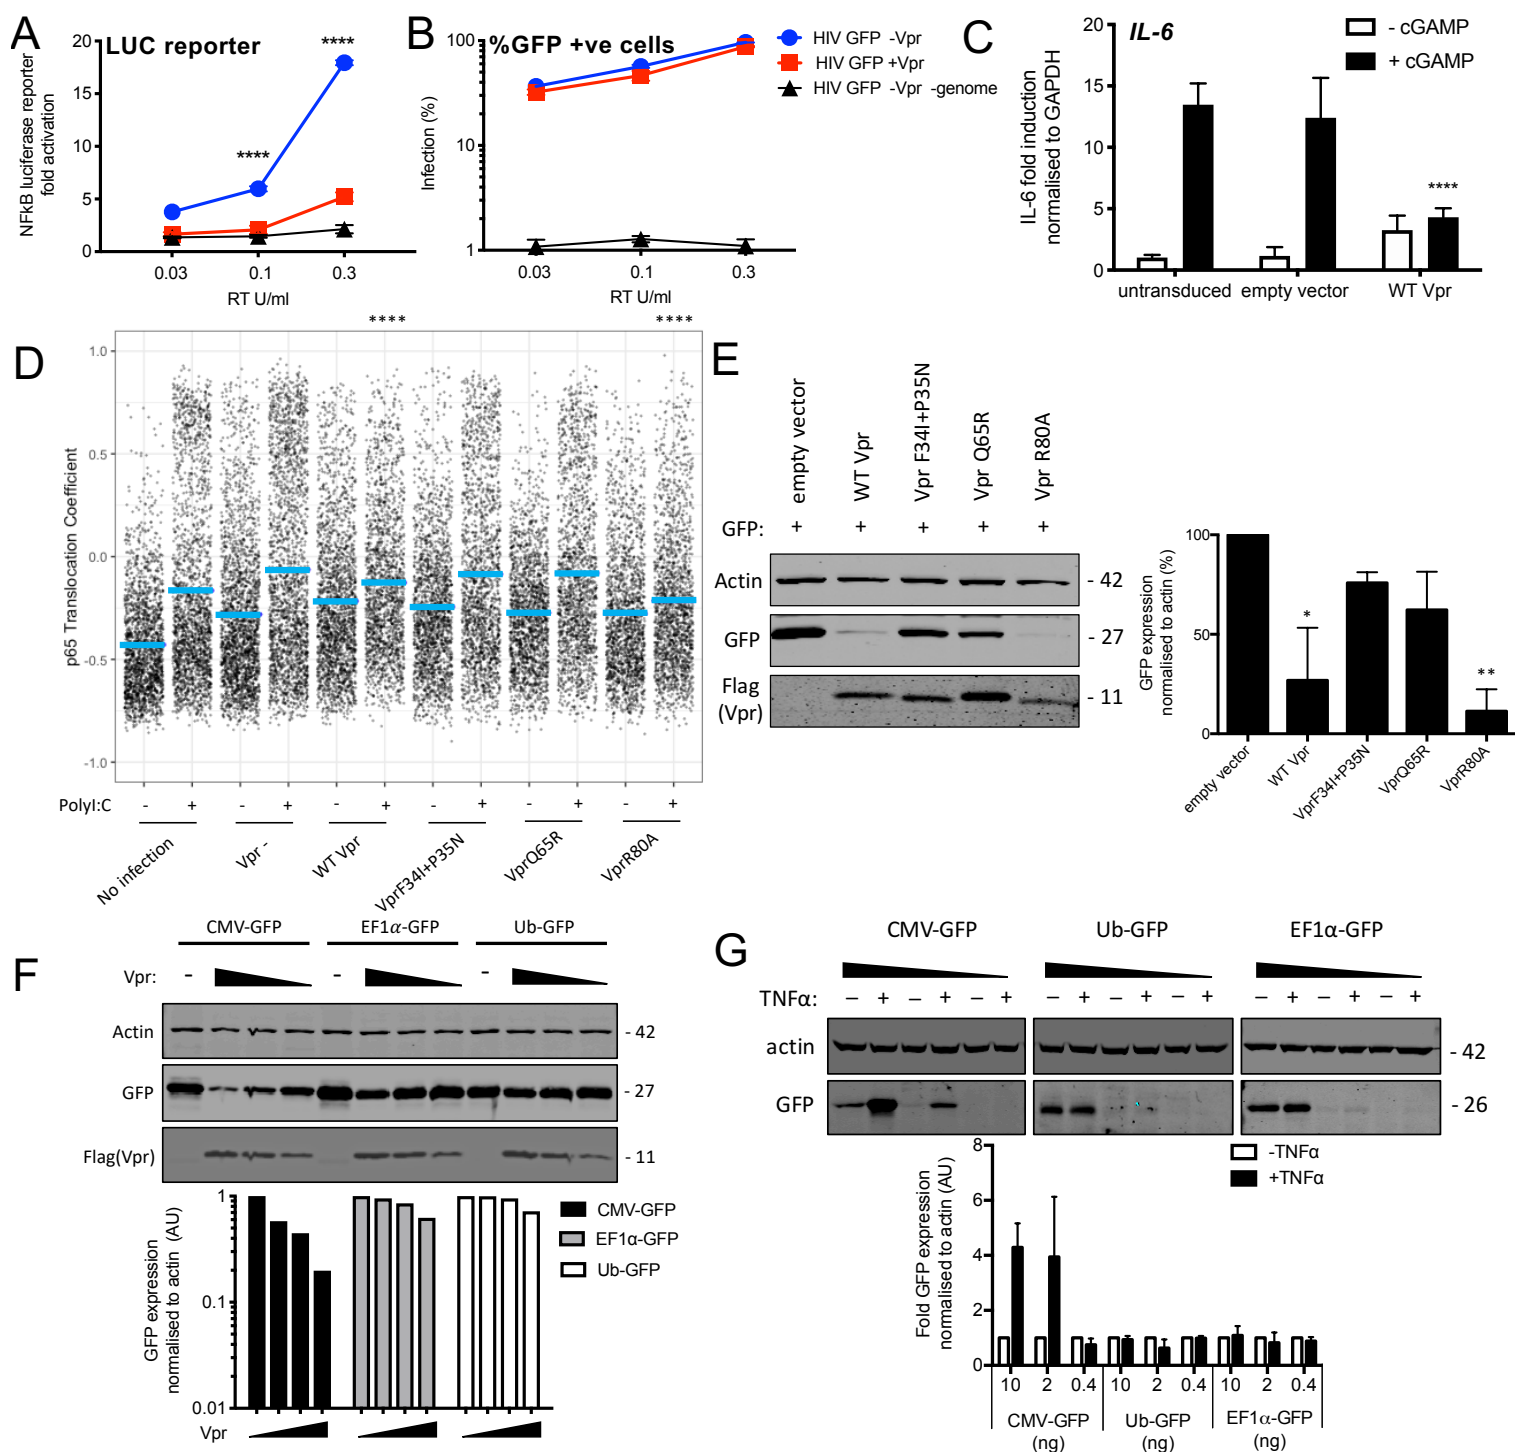 A
LUC reporter
NFkB luciferase reporter
fold activation
20
15
10
5
0
****
****
0.03 0.1 0.3
RT U/ml
B
%GFP +ve cells
Infection (%)
100
10
1
0.03 0.1 0.3
RT U/ml
HIV GFP -Vpr
HIV GFP +Vpr
HIV GFP -Vpr -genome
C
IL-6
- cGAMP
+ cGAMP
IL-6 fold induction
normalised to GAPDH
20
15
10
5
0
****
untransduced empty vector WT Vpr
D
**** ****
p65 Translocation Coefficient
1.0
0.5
0.0
-0.5
-1.0
PolyI:C - + - + - + - + - + - +
No infection
Vpr -
WT Vpr
VprF34I+P35N
VprQ65R
VprR80A
E
empty vector
WT Vpr
Vpr F34I+P35N
Vpr Q65R
Vpr R80A
GFP: + + + + +
Actin - 42
GFP - 27
Flag
(Vpr) - 11
GFP expression
normalised to actin (%)
100
50
0
*
**
empty vector
WT Vpr
VprF34I+P35N
VprQ65R
VprR80A
F
CMV-GFP EF1α-GFP Ub-GFP
Vpr: - - -
Actin - 42
GFP - 27
Flag(Vpr) - 11
GFP expression
normalised to actin (AU)
1
0.1
0.01
Vpr
CMV-GFP
EF1α-GFP
Ub-GFP
G
CMV-GFP Ub-GFP EF1α-GFP
TNFα: – + – + – + – + – + – + – + – + – +
actin - 42
GFP - 26
-TNFα
+TNFα
Fold GFP expression
normalised to actin (AU)
8
6
4
2
0
10 2 0.4 10 2 0.4 10 2 0.4
CMV-GFP Ub-GFP EF1α-GFP
(ng) (ng) (ng)